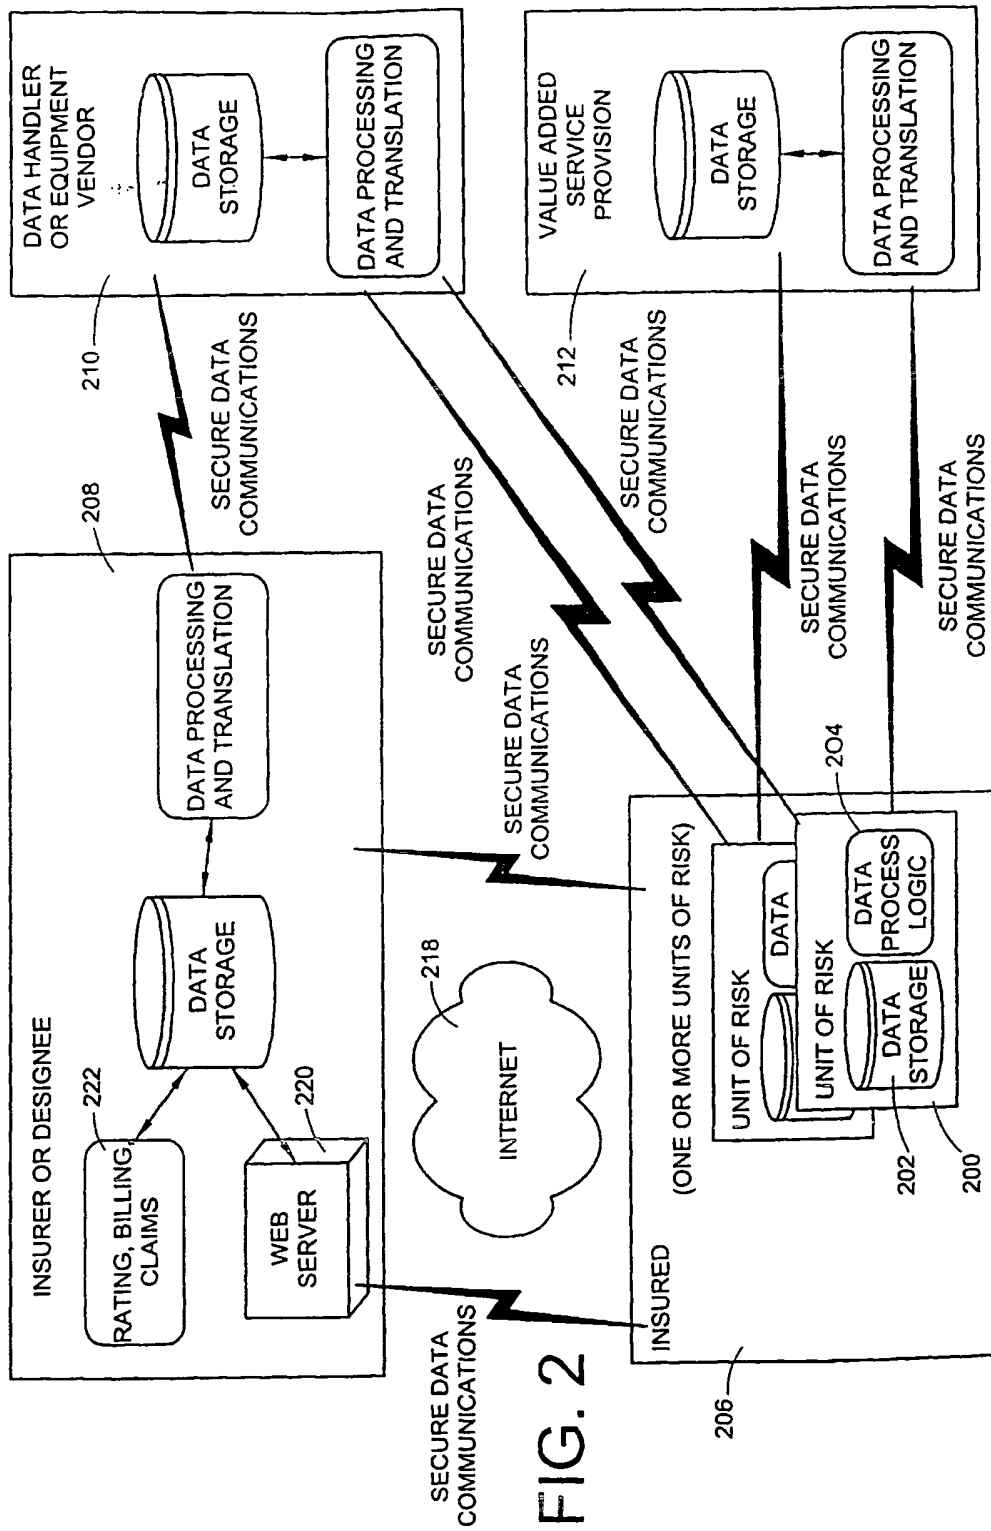 INSURER OR DESIGNEE
222
RATING, BILLING,
CLAIMS
220
WEB
SERVER
DATA
STORAGE
DATA PROCESSING
AND TRANSLATION
208
SECURE DATA
COMMUNICATIONS
210
DATA HANDLER
OR EQUIPMENT
VENDOR
DATA
STORAGE
DATA PROCESSING
AND TRANSLATION
SECURE DATA
COMMUNICATIONS
INTERNET
218
SECURE DATA
COMMUNICATIONS
SECURE DATA
COMMUNICATIONS
SECURE DATA
COMMUNICATIONS
212
VALUE ADDED
SERVICE
PROVISION
DATA
STORAGE
DATA PROCESSING
AND TRANSLATION
SECURE DATA
COMMUNICATIONS
SECURE DATA
COMMUNICATIONS
FIG. 2
206
INSURED
(ONE OR MORE UNITS OF RISK)
UNIT OF RISK
DATA
UNIT OF RISK
DATA
STORAGE
DATA
PROCESS
LOGIC
204
202
200